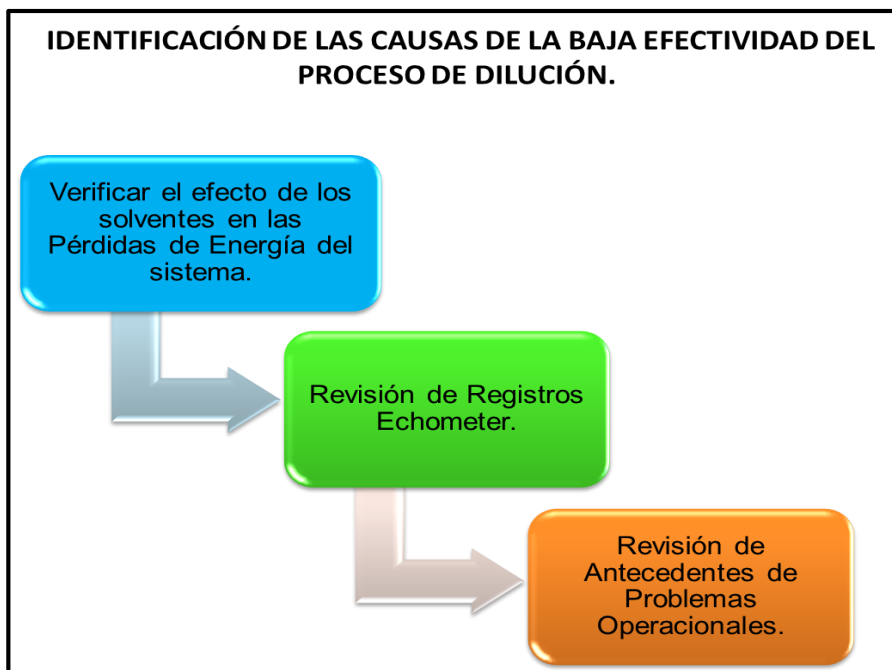 IDENTIFICACIÓN DE LAS CAUSAS DE LA BAJA EFECTIVIDAD DEL
PROCESO DE DILUCIÓN.
Verificar el efecto de los
solventes en las
Pérdidas de Energía del
sistema.
Revisión de Registros
Echometer.
Revisión de
Antecedentes de
Problemas
Operacionales.